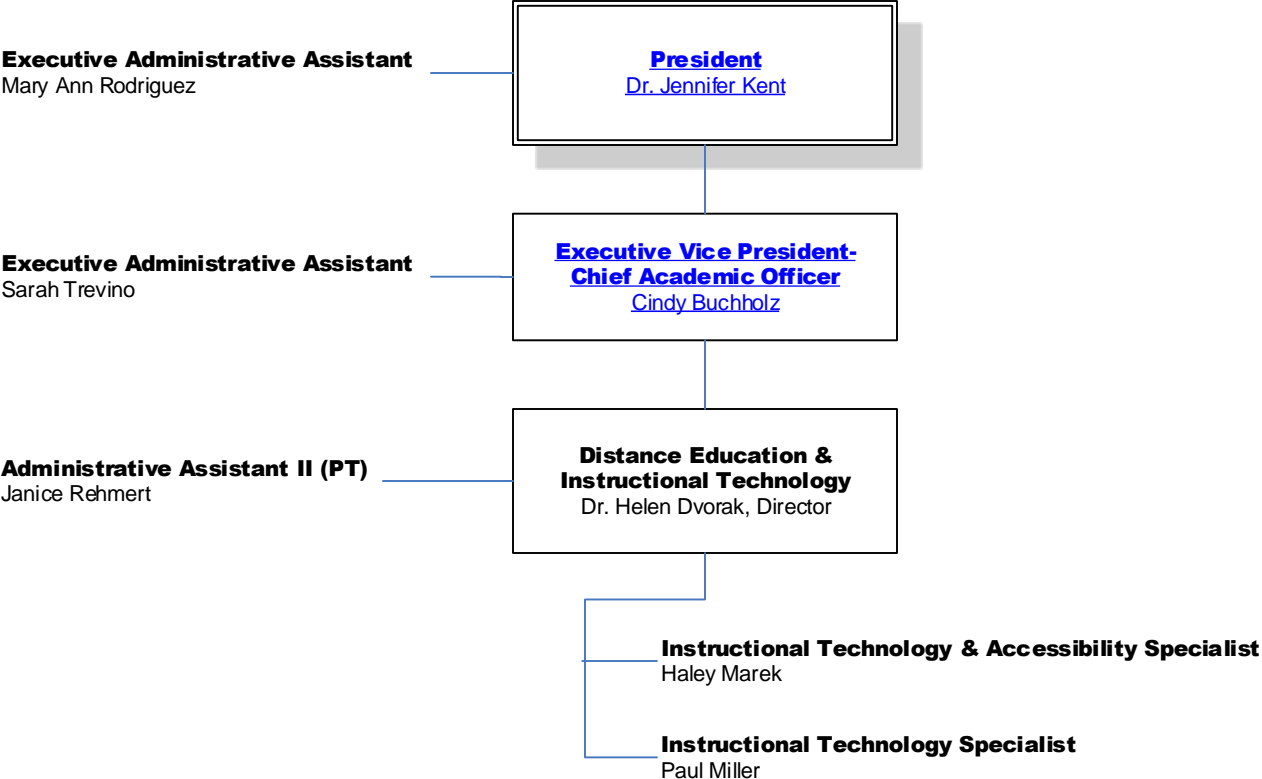 Executive Administrative Assistant
Mary Ann Rodriguez
President
Dr. Jennifer Kent
Executive Administrative Assistant
Sarah Trevino
Executive Vice President-
Chief Academic Officer
Cindy Buchholz
Administrative Assistant II (PT)
Janice Rehmert
Distance Education &
Instructional Technology
Dr. Helen Dvorak, Director
Instructional Technology & Accessibility Specialist
Haley Marek
Instructional Technology Specialist
Paul Miller